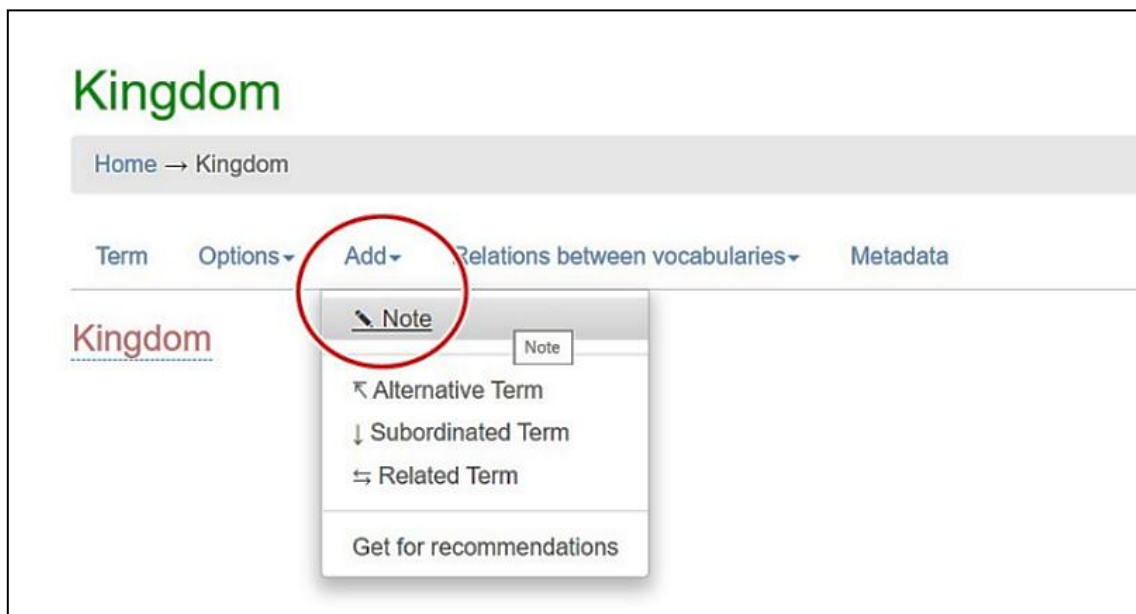 Kingdom
Home → Kingdom
Term Options Add Relations between vocabularies Metadata
Kingdom
Note
Note
Alternative Term
↓ Subordinated Term
⇆ Related Term
Get for recommendations